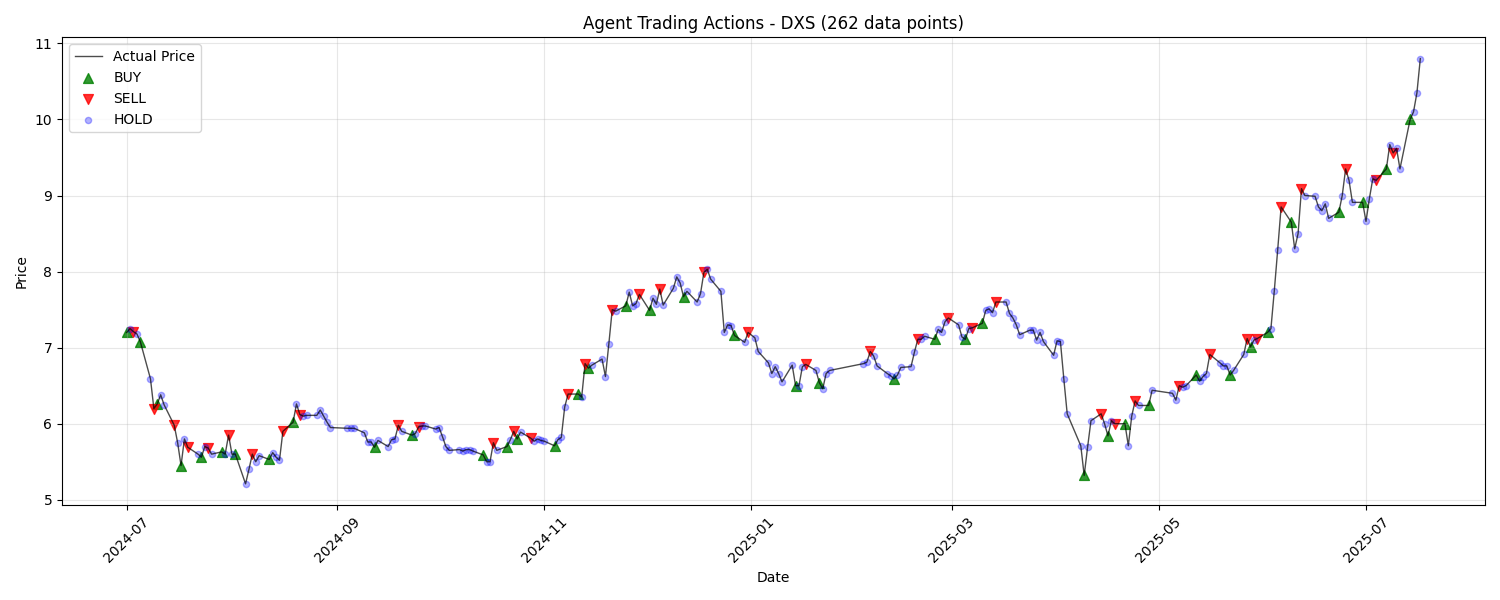 Agent Trading Actions - DXS (262 data points)
Actual Price
BUY
SELL
HOLD
Price
11
10
9
8
7
6
5
2024-07
2024-09
2024-11
2025-01
2025-03
2025-05
2025-07
Date